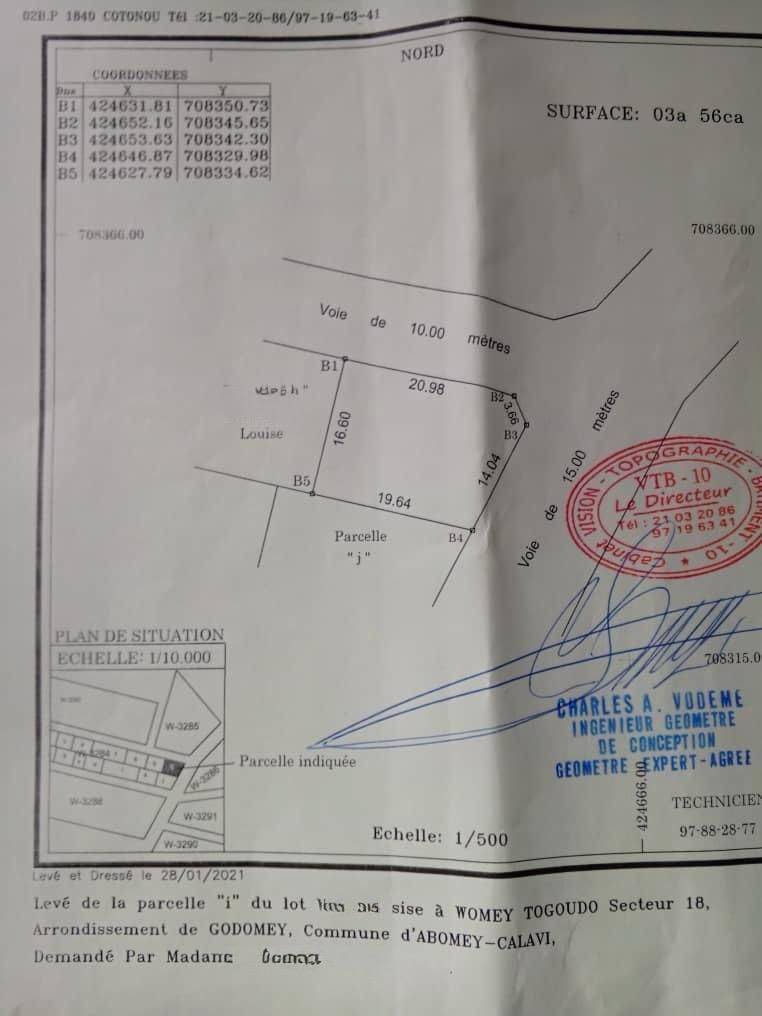 02B.P 1840 COTONOU Tél :21-03-20-86/97-19-63-41
NORD
COORDONNEES
X Y
B1 424631.81 708350.73
B2 424652.16 708345.65
B3 424653.63 708342.30
B4 424646.87 708329.98
B5 424627.79 708334.62
SURFACE: 03a 56ca
708366.00
708366.00
Voie de 10.00 mètres
B1
20.98
B2
3.66
B3
16.60
Louise
14.04
B5
19.64
B4
Parcelle
"j"
Voie de 15.00 mètres
Cabinet VISION - TOPOGRAPHIE - BATIMENT - 10
VTB - 10
Le Directeur
Tél : 21 03 20 86
97 19 63 41
708315.0
CHARLES A. VODEME
INGENIEUR GEOMETRE
DE CONCEPTION
GEOMETRE EXPERT-AGREE
424666.00
TECHNICIEN
97-88-28-77
PLAN DE SITUATION
ECHELLE: 1/10.000
W-3285
W-3284
W-3286
W-3288
W-3291
W-3290
Parcelle indiquée
Echelle: 1/500
Levé et Dressé le 28/01/2021
Levé de la parcelle "i" du lot sise à WOMEY TOGOUDO Secteur 18,
Arrondissement de GODOMEY, Commune d'ABOMEY-CALAVI,
Demandé Par Madame